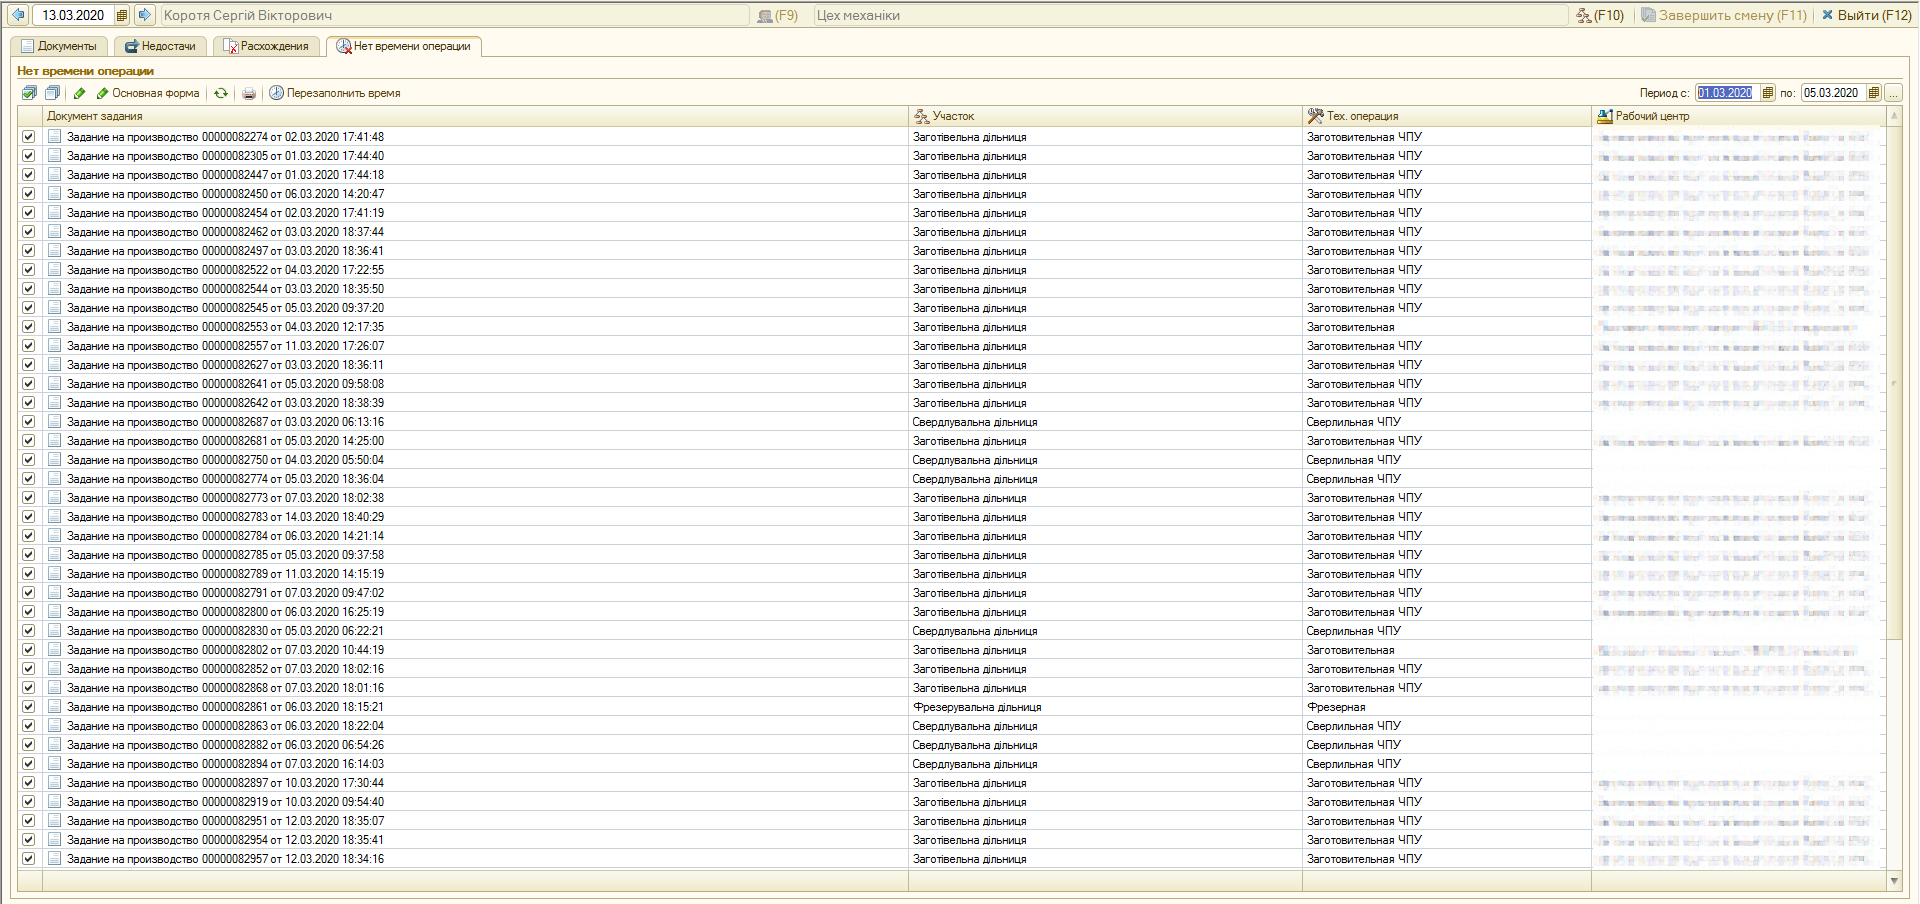 13.03.2020 Коротя Сергій Вікторович (F9) Цех механіки (F10) Завершить смену (F11) Выйти (F12)
Документы Недостачи Расхождения Нет времени операции
Нет времени операции
Основная форма Перезаполнить время Период с: 01.03.2020 по: 05.03.2020 ...
Документ задания Участок Тех. операция Рабочий центр
Задание на производство 00000082274 от 02.03.2020 17:41:48 Заготівельна дільниця Заготовительная ЧПУ
Задание на производство 00000082305 от 01.03.2020 17:44:40 Заготівельна дільниця Заготовительная ЧПУ
Задание на производство 00000082447 от 01.03.2020 17:44:18 Заготівельна дільниця Заготовительная ЧПУ
Задание на производство 00000082450 от 06.03.2020 14:20:47 Заготівельна дільниця Заготовительная ЧПУ
Задание на производство 00000082454 от 02.03.2020 17:41:19 Заготівельна дільниця Заготовительная ЧПУ
Задание на производство 00000082462 от 03.03.2020 18:37:44 Заготівельна дільниця Заготовительная ЧПУ
Задание на производство 00000082497 от 03.03.2020 18:36:41 Заготівельна дільниця Заготовительная ЧПУ
Задание на производство 00000082522 от 04.03.2020 17:22:55 Заготівельна дільниця Заготовительная ЧПУ
Задание на производство 00000082544 от 03.03.2020 18:35:50 Заготівельна дільниця Заготовительная ЧПУ
Задание на производство 00000082545 от 05.03.2020 09:37:20 Заготівельна дільниця Заготовительная ЧПУ
Задание на производство 00000082553 от 04.03.2020 12:17:35 Заготівельна дільниця Заготовительная
Задание на производство 00000082557 от 11.03.2020 17:26:07 Заготівельна дільниця Заготовительная ЧПУ
Задание на производство 00000082627 от 03.03.2020 18:36:11 Заготівельна дільниця Заготовительная ЧПУ
Задание на производство 00000082641 от 05.03.2020 09:58:08 Заготівельна дільниця Заготовительная ЧПУ
Задание на производство 00000082642 от 03.03.2020 18:38:39 Заготівельна дільниця Заготовительная ЧПУ
Задание на производство 00000082687 от 03.03.2020 06:13:16 Свердлувальна дільниця Сверлильная ЧПУ
Задание на производство 00000082681 от 05.03.2020 14:25:00 Заготівельна дільниця Заготовительная ЧПУ
Задание на производство 00000082750 от 04.03.2020 05:50:04 Свердлувальна дільниця Сверлильная ЧПУ
Задание на производство 00000082774 от 05.03.2020 18:36:04 Свердлувальна дільниця Сверлильная ЧПУ
Задание на производство 00000082773 от 07.03.2020 18:02:38 Заготівельна дільниця Заготовительная ЧПУ
Задание на производство 00000082783 от 14.03.2020 18:40:29 Заготівельна дільниця Заготовительная ЧПУ
Задание на производство 00000082784 от 06.03.2020 14:21:14 Заготівельна дільниця Заготовительная ЧПУ
Задание на производство 00000082785 от 05.03.2020 09:37:58 Заготівельна дільниця Заготовительная ЧПУ
Задание на производство 00000082789 от 11.03.2020 14:15:19 Заготівельна дільниця Заготовительная ЧПУ
Задание на производство 00000082791 от 07.03.2020 09:47:02 Заготівельна дільниця Заготовительная ЧПУ
Задание на производство 00000082800 от 06.03.2020 16:25:19 Заготівельна дільниця Заготовительная ЧПУ
Задание на производство 00000082830 от 05.03.2020 06:22:21 Свердлувальна дільниця Сверлильная ЧПУ
Задание на производство 00000082802 от 07.03.2020 10:44:19 Заготівельна дільниця Заготовительная
Задание на производство 00000082852 от 07.03.2020 18:02:16 Заготівельна дільниця Заготовительная ЧПУ
Задание на производство 00000082868 от 07.03.2020 18:01:16 Заготівельна дільниця Заготовительная ЧПУ
Задание на производство 00000082861 от 06.03.2020 18:15:21 Фрезерувальна дільниця Фрезерная
Задание на производство 00000082863 от 06.03.2020 18:22:04 Свердлувальна дільниця Сверлильная ЧПУ
Задание на производство 00000082882 от 06.03.2020 06:54:26 Свердлувальна дільниця Сверлильная ЧПУ
Задание на производство 00000082894 от 07.03.2020 16:14:03 Свердлувальна дільниця Сверлильная ЧПУ
Задание на производство 00000082897 от 10.03.2020 17:30:44 Заготівельна дільниця Заготовительная ЧПУ
Задание на производство 00000082919 от 10.03.2020 09:54:40 Заготівельна дільниця Заготовительная ЧПУ
Задание на производство 00000082951 от 12.03.2020 18:35:07 Заготівельна дільниця Заготовительная ЧПУ
Задание на производство 00000082954 от 12.03.2020 18:35:41 Заготівельна дільниця Заготовительная ЧПУ
Задание на производство 00000082957 от 12.03.2020 18:34:16 Заготівельна дільниця Заготовительная ЧПУ